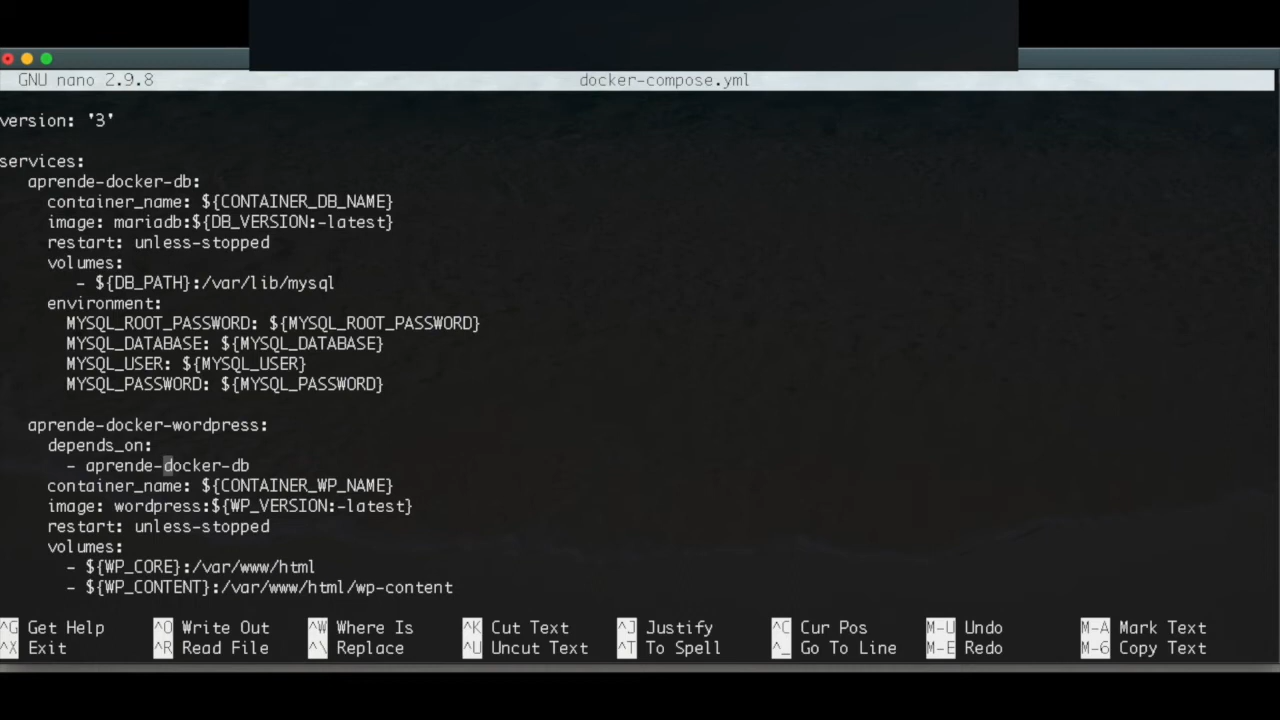 GNU nano 2.9.8 docker-compose.yml
version: '3'
services:
aprende-docker-db:
container_name: ${CONTAINER_DB_NAME}
image: mariadb:${DB_VERSION:-latest}
restart: unless-stopped
volumes:
- ${DB_PATH}:/var/lib/mysql
environment:
MYSQL_ROOT_PASSWORD: ${MYSQL_ROOT_PASSWORD}
MYSQL_DATABASE: ${MYSQL_DATABASE}
MYSQL_USER: ${MYSQL_USER}
MYSQL_PASSWORD: ${MYSQL_PASSWORD}
aprende-docker-wordpress:
depends_on:
- aprende-docker-db
container_name: ${CONTAINER_WP_NAME}
image: wordpress:${WP_VERSION:-latest}
restart: unless-stopped
volumes:
- ${WP_CORE}:/var/www/html
- ${WP_CONTENT}:/var/www/html/wp-content
^G Get Help ^O Write Out ^W Where Is ^K Cut Text ^J Justify ^C Cur Pos M-U Undo M-A Mark Text
^X Exit ^R Read File ^\ Replace ^U Uncut Text ^T To Spell ^_ Go To Line M-E Redo M-6 Copy Text